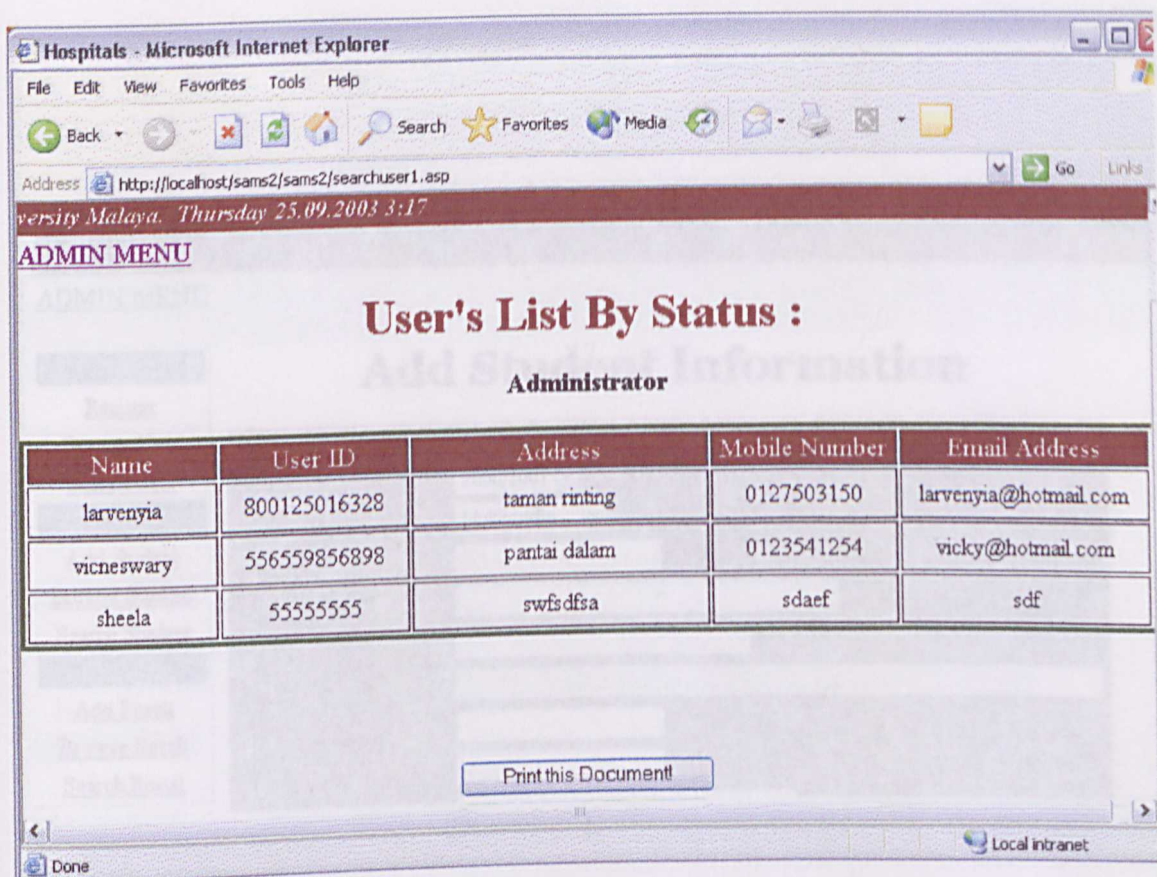 Hospitals - Microsoft Internet Explorer
File Edit View Favorites Tools Help
Back Search Favorites Media
Address http://localhost/sams2/sams2/searchuser1.asp Go Links
versity Malaya. Thursday 25.09.2003 3:17
ADMIN MENU
User's List By Status :
Add Student Information
Administrator
Name User ID Address Mobile Number Email Address
larvenyia 800125016328 taman rinting 0127503150 larvenyia@hotmail.com
vicneswary 556559856898 pantai dalam 0123541254 vicky@hotmail.com
sheela 55555555 swfsdfsa sdaef sdf
Print this Document!
Done Local intranet